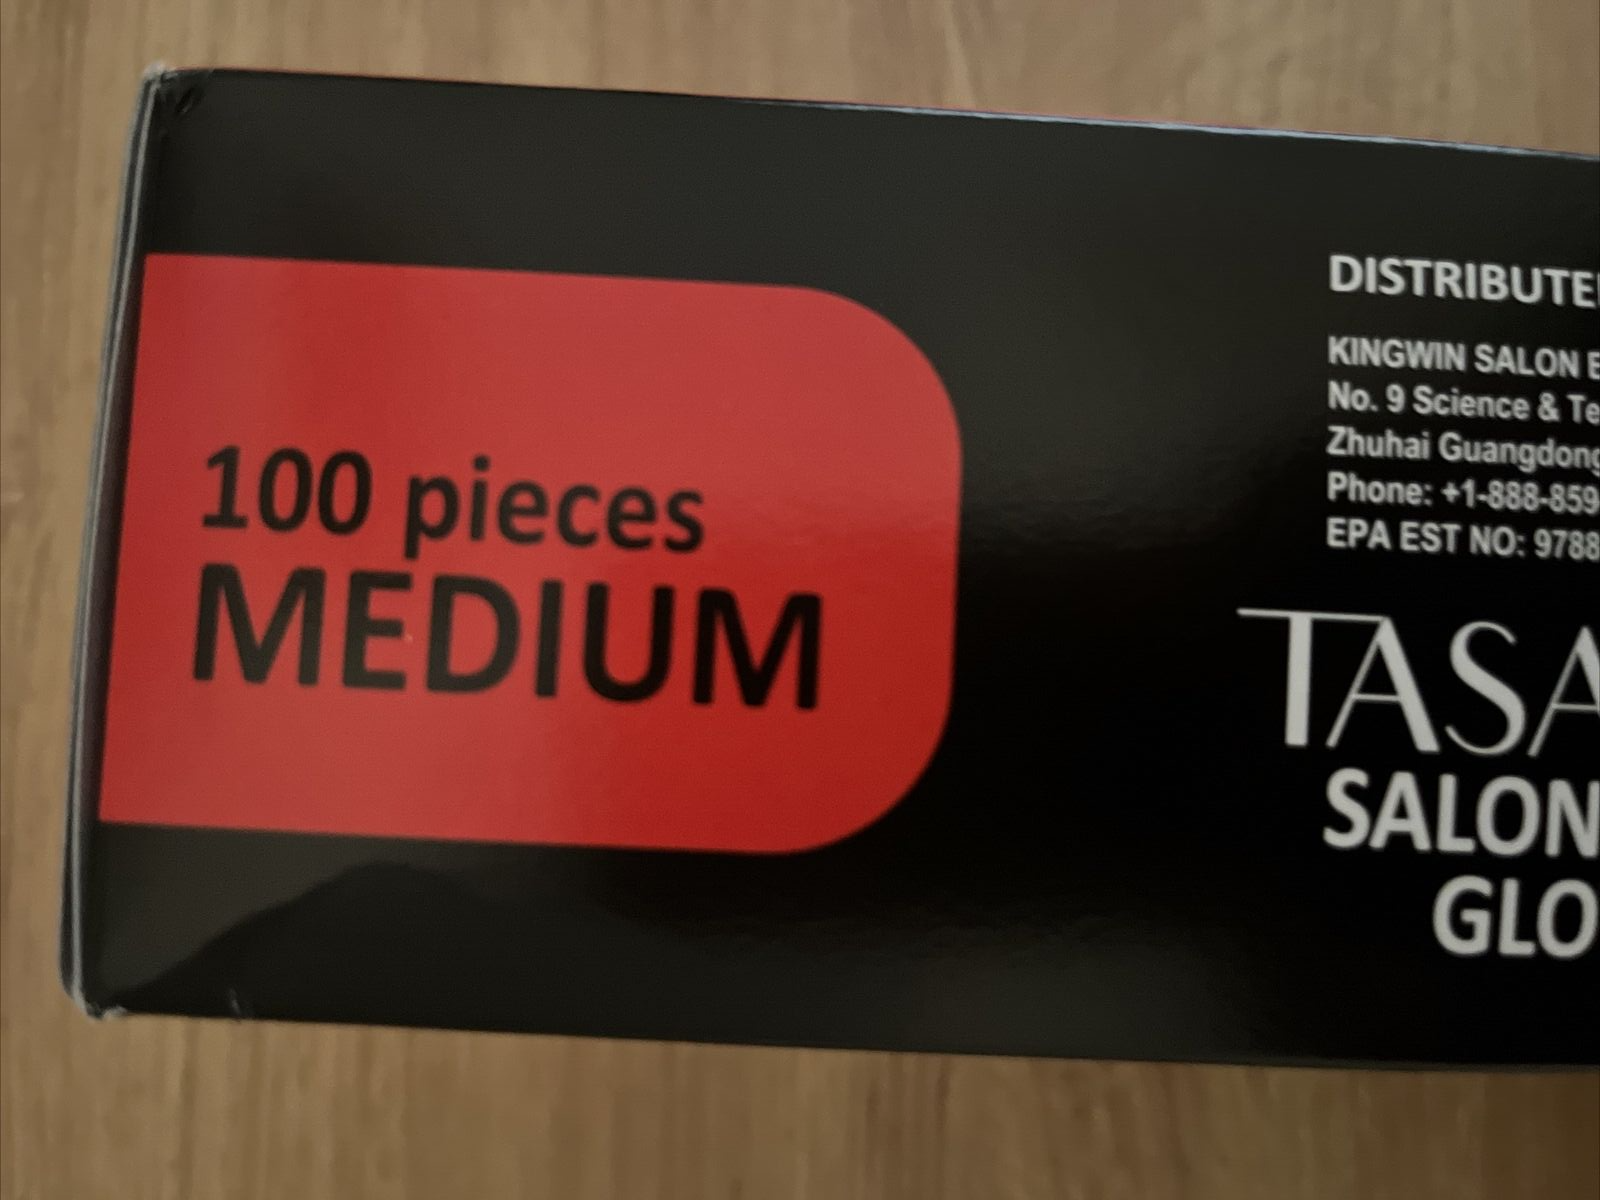 100 pieces
MEDIUM
DISTRIBUTE
KINGWIN SALON
No. 9 Science & Te
Zhuhai Guangdong
Phone: +1-888-859-
EPA EST NO: 9788
TASA
SALON
GLO